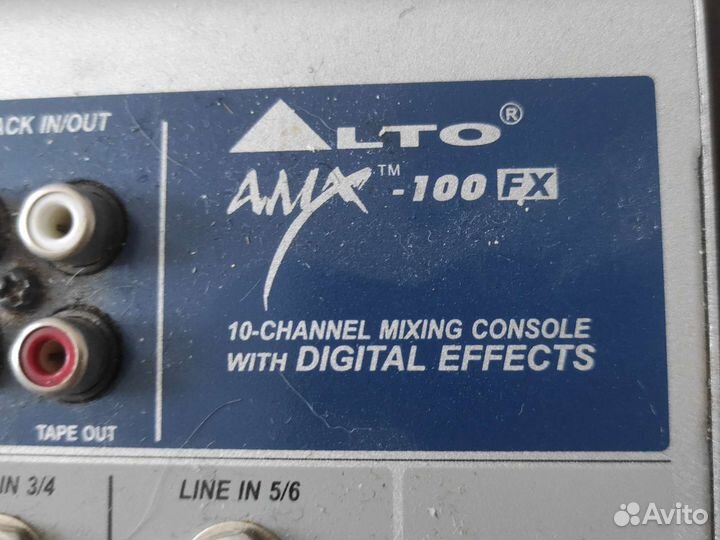 ACK IN/OUT
ALTO®
AMX™-100 FX
10-CHANNEL MIXING CONSOLE
WITH DIGITAL EFFECTS
TAPE OUT
IN 3/4
LINE IN 5/6
Avito